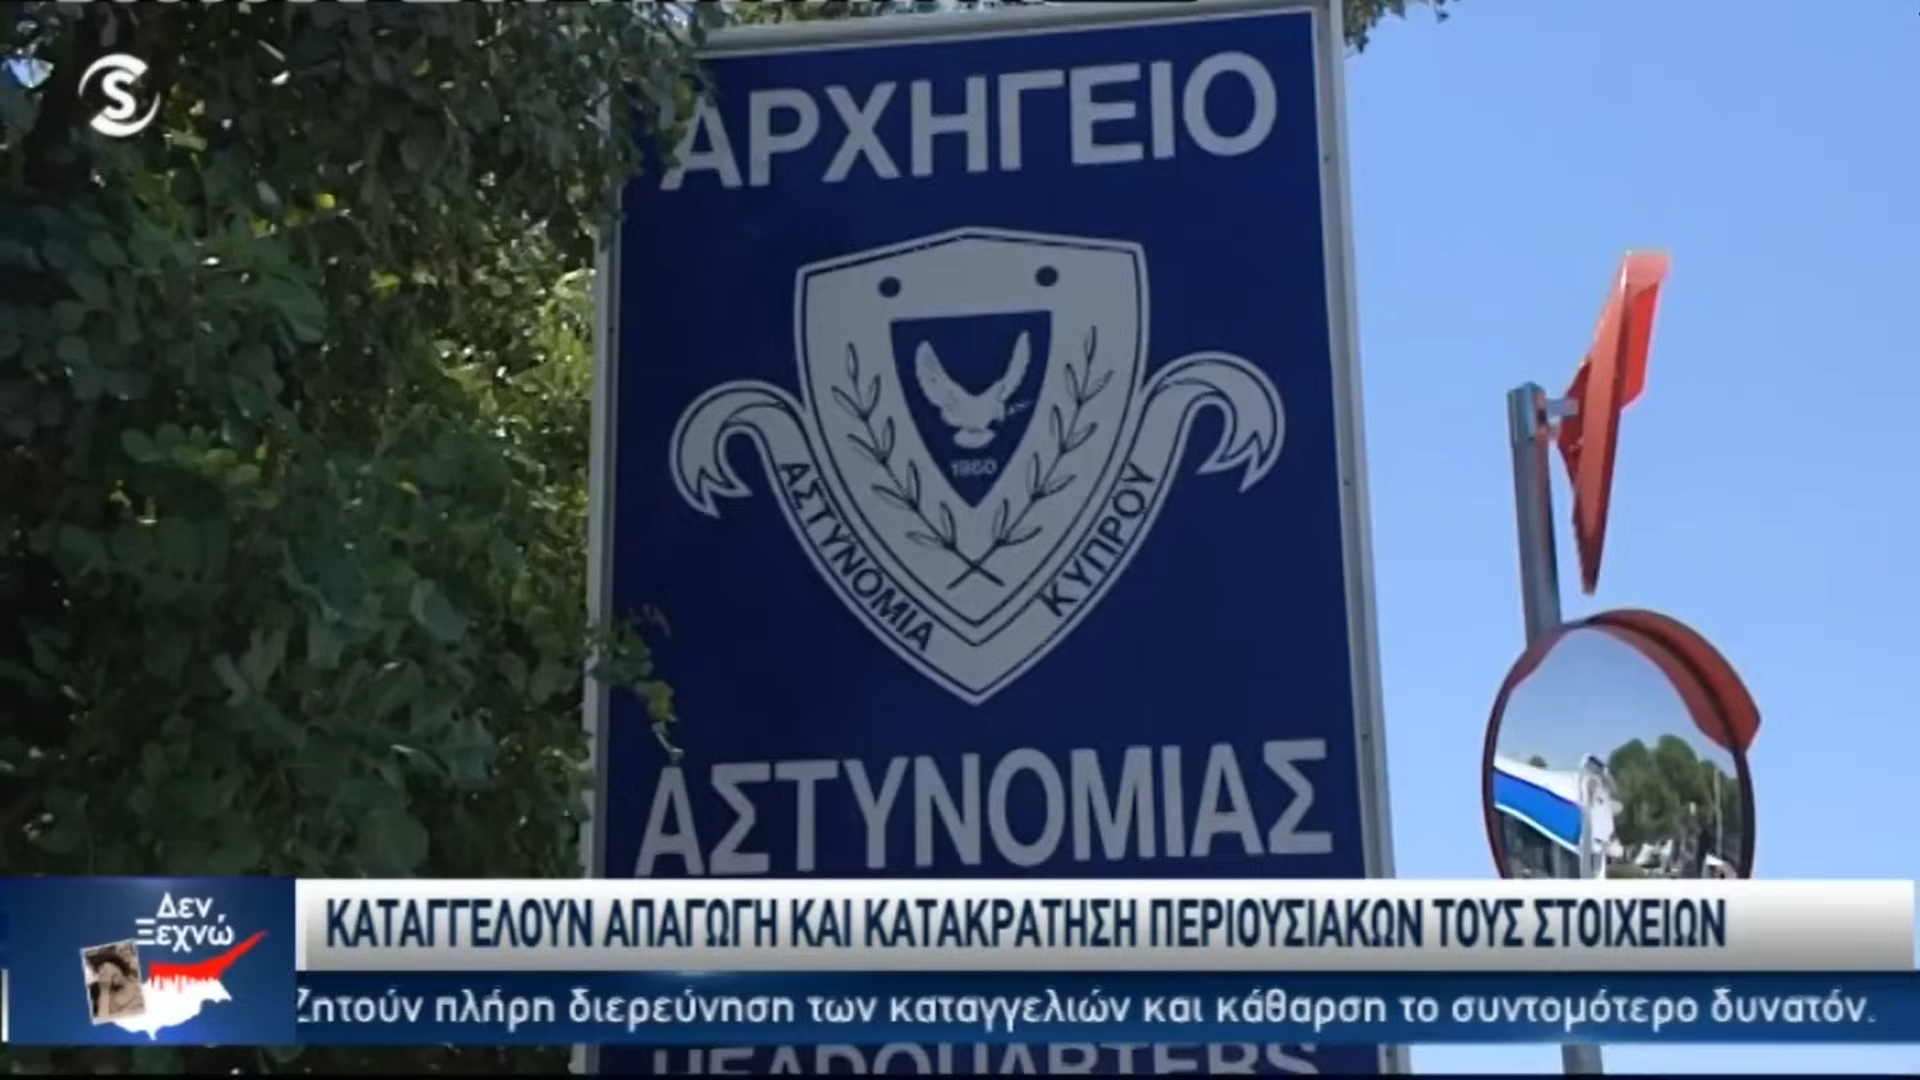 S
ΑΡΧΗΓΕΙΟ
1960
ΑΣΤΥΝΟΜΙΑ ΚΥΠΡΟΥ
ΑΣΤΥΝΟΜΙΑΣ
Δεν
Ξεχνώ
ΚΑΤΑΓΓΕΛΟΥΝ ΑΠΑΓΩΓΗ ΚΑΙ ΚΑΤΑΚΡΑΤΗΣΗ ΠΕΡΙΟΥΣΙΑΚΩΝ ΤΟΥΣ ΣΤΟΙΧΕΙΩΝ
Ζητούν πλήρη διερεύνηση των καταγγελιών και κάθαρση το συντομότερο δυνατόν.
HEADQUARTERS